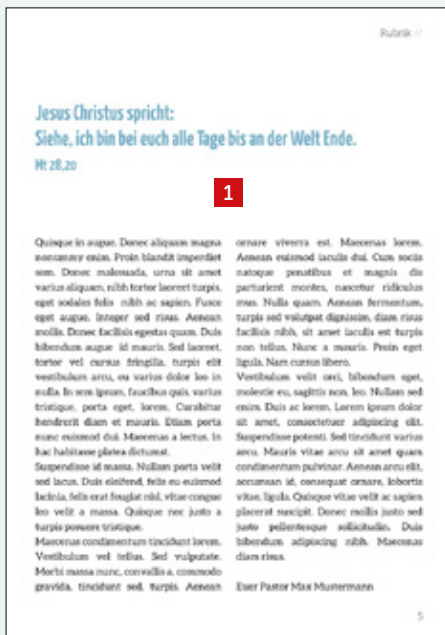 Rubrik //
Jesus Christus spricht:
Siehe, ich bin bei euch alle Tage bis an der Welt Ende.
Mt 28,20
1
Quisque in augue. Donec aliquam magna
nonummy enim. Proin blandit imperdiet
sem. Donec malesuada, urna sit amet
varius aliquam, nibh tortor laoreet turpis,
eget sodales felis nibh ac sapien. Fusce
eget augue. Integer sed risus. Aenean
mollis. Donec facilisis egestas quam. Duis
bibendum augue id mauris. Sed laoreet,
tortor vel cursus fringilla, turpis elit
vestibulum arcu, eu varius dolor leo in
nulla. In sem ipsum, faucibus quis, varius
tristique, porta eget, lorem. Curabitur
hendrerit diam et mauris. Etiam porta
nunc euismod dui. Maecenas a lectus. In
hac habitasse platea dictumst.
Suspendisse id massa. Nullam porta velit
sed lacus. Duis eleifend, felis eu euismod
lacinia, felis erat feugiat nisl, vitae congue
leo velit a massa. Quisque nec justo a
turpis posuere tristique.
Maecenas condimentum tincidunt lorem.
Vestibulum vel tellus. Sed vulputate.
Morbi massa nunc, convallis a, commodo
gravida, tincidunt sed, turpis. Aenean
ornare viverra est. Maecenas lorem.
Aenean euismod iaculis dui. Cum sociis
natoque penatibus et magnis dis
parturient montes, nascetur ridiculus
mus. Nulla quam. Aenean fermentum,
turpis sed volutpat dignissim, diam risus
facilisis nibh, sit amet iaculis est turpis
non tellus. Nunc a mauris. Proin eget
ligula. Nam cursus libero.
Vestibulum velit orci, bibendum eget,
molestie eu, sagittis non, leo. Nullam sed
enim. Duis ac lorem. Lorem ipsum dolor
sit amet, consectetuer adipiscing elit.
Suspendisse potenti. Sed tincidunt varius
arcu. Mauris vitae arcu sit amet quam
condimentum pulvinar. Aenean arcu elit,
accumsan id, consequat ornare, lobortis
vitae, ligula. Quisque vitae velit ac sapien
placerat suscipit. Donec mollis justo sed
justo pellentesque sollicitudin. Duis
bibendum adipiscing nibh. Maecenas
diam risus.
Euer Pastor Max Mustermann
5